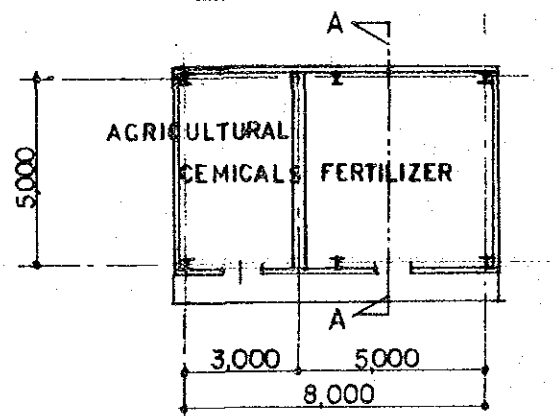 A
AGRICULTURAL
CEMICALS FERTILIZER
5,000
A
3,000 5,000
8,000